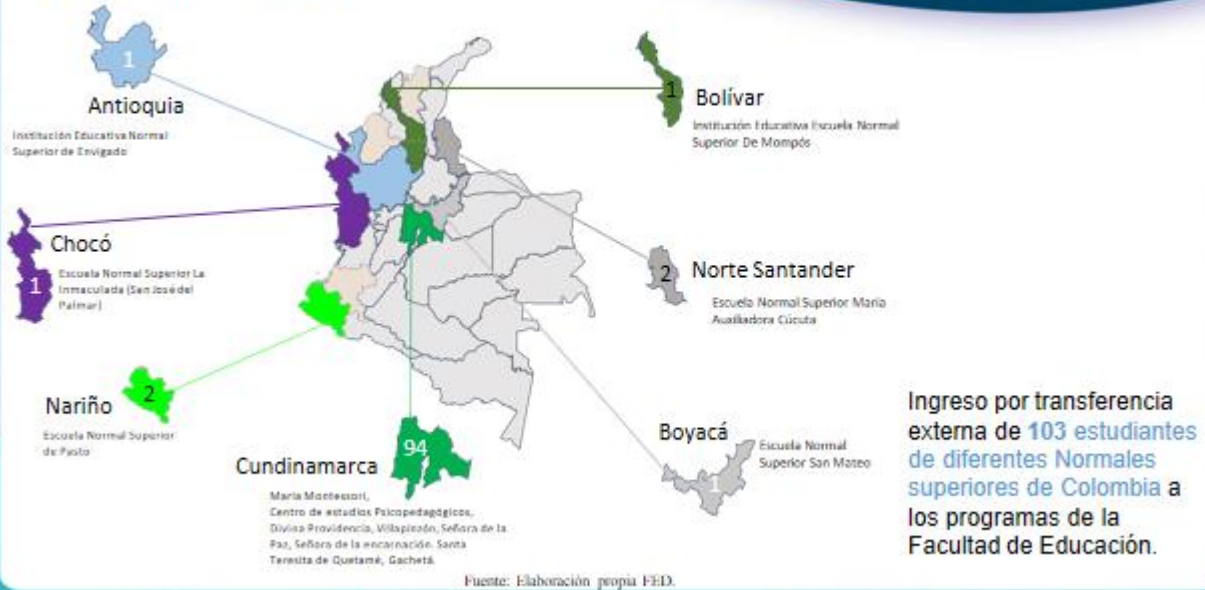 1
Antioquia
Institución Educativa Normal
Superior de Envigado
1
Bolívar
Institución Educativa Escuela Normal
Superior De Mompós
Chocó
1
Escuela Normal Superior La
Inmaculada (San José del
Palmar)
2
Norte Santander
Escuela Normal Superior María
Auxiliadora Cúcuta
Nariño
2
Escuela Normal Superior
de Pasto
Cundinamarca
94
María Montessori,
Centro de estudios Psicopedagógicos,
Divina Providencia, Villapinzón, Señora de la
Paz, Señora de la encarnación. Santa
Teresita de Quetamé, Gachetá.
Boyacá
1
Escuela Normal
Superior San Mateo
Ingreso por transferencia
externa de 103 estudiantes
de diferentes Normales
superiores de Colombia a
los programas de la
Facultad de Educación.
Fuente: Elaboración propia FED.